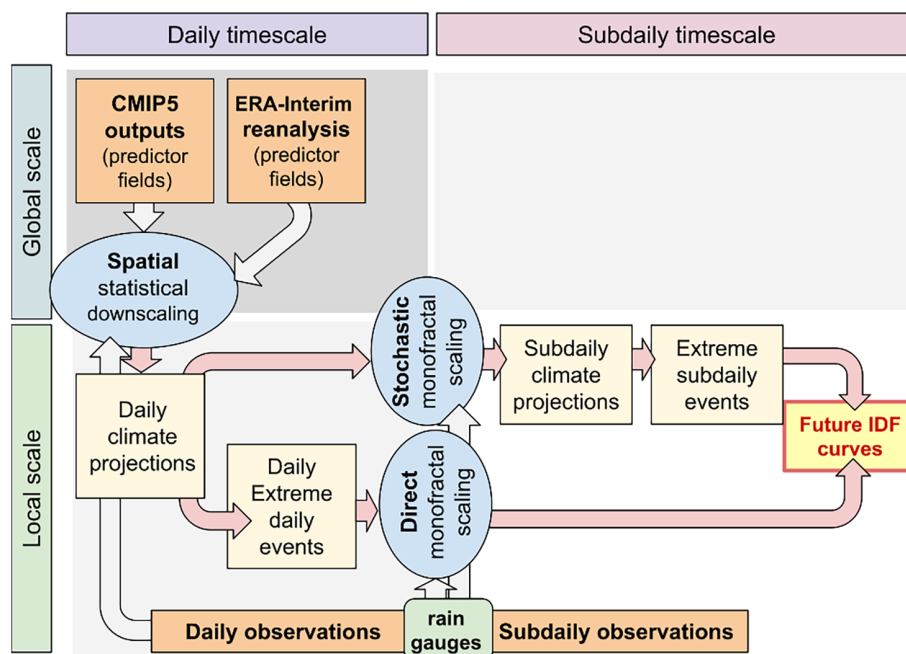 Daily timescale
Subdaily timescale
Global scale
CMIP5
outputs
(predictor
fields)
ERA-Interim
reanalysis
(predictor
fields)
Spatial
statistical
downscaling
Local scale
Daily
climate
projections
Stochastic
monofractal
scaling
Subdaily
climate
projections
Extreme
subdaily
events
Future IDF
curves
Daily
Extreme
daily
events
Direct
monofractal
scaling
Daily observations
rain
gauges
Subdaily observations